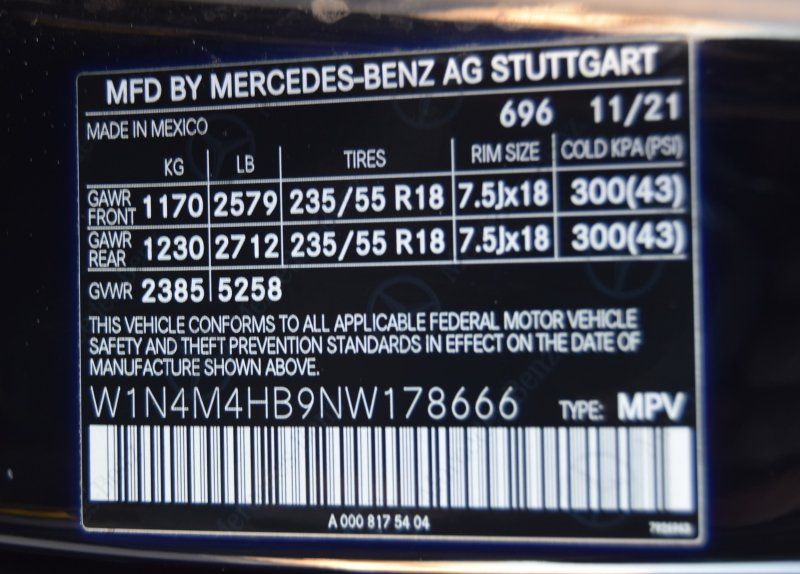 MFD BY MERCEDES-BENZ AG STUTTGART
MADE IN MEXICO 696 11/21
KG LB TIRES RIM SIZE COLD KPA(PSI)
GAWR FRONT 1170 2579 235/55 R18 7.5Jx18 300(43)
GAWR REAR 1230 2712 235/55 R18 7.5Jx18 300(43)
GVWR 2385 5258
THIS VEHICLE CONFORMS TO ALL APPLICABLE FEDERAL MOTOR VEHICLE
SAFETY AND THEFT PREVENTION STANDARDS IN EFFECT ON THE DATE OF
MANUFACTURE SHOWN ABOVE.
W1N4M4HB9NW178666 TYPE: MPV
A 000 817 54 04